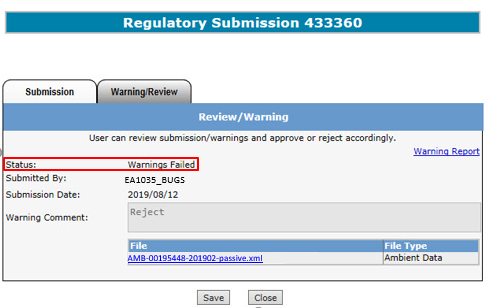 Regulatory Submission 433360
Submission Warning/Review
Review/Warning
User can review submission/warnings and approve or reject accordingly.
Warning Report
Status: Warnings Failed
Submitted By: EA1035_BUGS
Submission Date: 2019/08/12
Warning Comment: Reject
File File Type
AMB-00195448-201902-passive.xml Ambient Data
Save Close